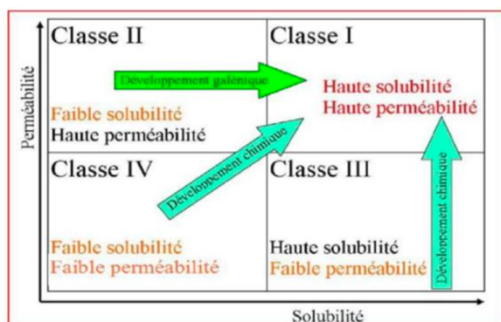 Classe II
Classe I
Développement galénique
Haute solubilité
Haute perméabilité
Faible solubilité
Haute perméabilité
Perméabilité
Classe IV
Développement chimique
Classe III
Développement chimique
Faible solubilité
Faible perméabilité
Haute solubilité
Faible perméabilité
Solubilité